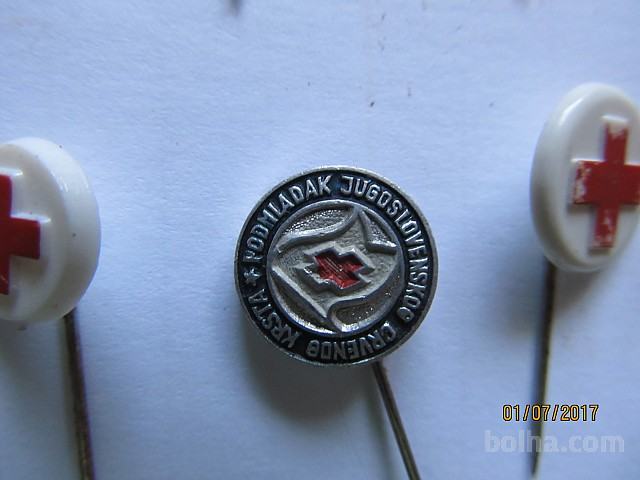 PODMLADAK JUGOSLOVENSKOG CRVENOG KRSTA
01/07/2017
bolha.com